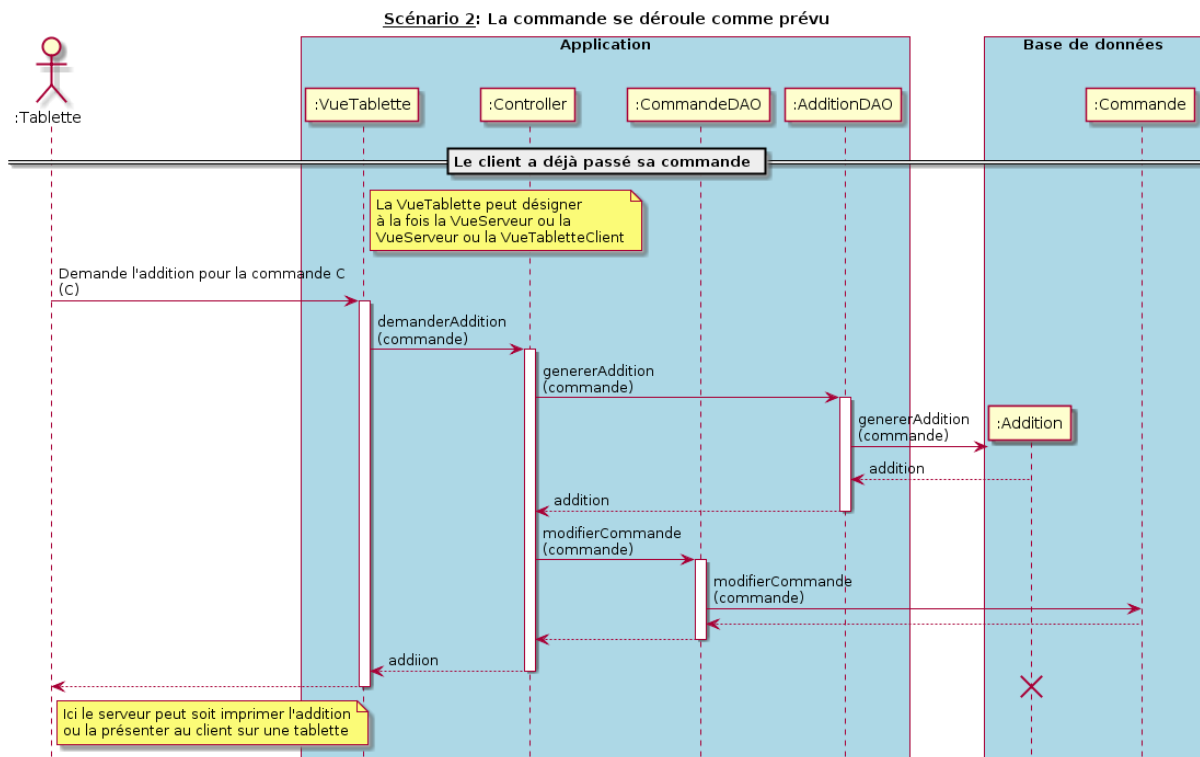 Scénario 2: La commande se déroule comme prévu
Application
Base de données
:Tablette
:VueTablette
:Controller
:CommandeDAO
:AdditionDAO
:Commande
Le client a déjà passé sa commande
La VueTablette peut désigner
à la fois la VueServeur ou la
VueServeur ou la VueTabletteClient
Demande l'addition pour la commande C
(C)
demanderAddition
(commande)
genererAddition
(commande)
:Addition
genererAddition
(commande)
addition
addition
modifierCommande
(commande)
modifierCommande
(commande)
addiion
Ici le serveur peut soit imprimer l'addition
ou la présenter au client sur une tablette